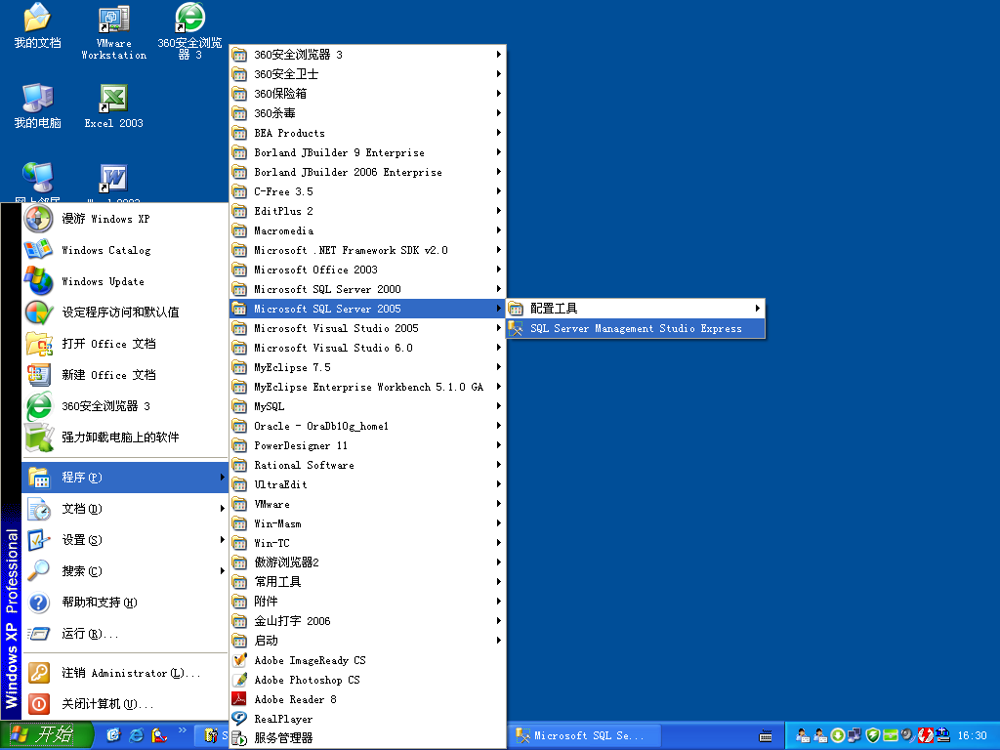 我的文档
VMware
Workstation
360安全浏览
器 3
我的电脑
Excel 2003
网上邻居
Word 2003
漫游 Windows XP
Windows Catalog
Windows Update
设定程序访问和默认值
打开 Office 文档
新建 Office 文档
360安全浏览器 3
强力卸载电脑上的软件
程序(P)
文档(D)
设置(S)
搜索(C)
帮助和支持(H)
运行(R)...
注销 Administrator(L)...
关闭计算机(U)...
Windows XP Professional
360安全浏览器 3
360安全卫士
360保险箱
360杀毒
BEA Products
Borland JBuilder 9 Enterprise
Borland JBuilder 2006 Enterprise
C-Free 3.5
EditPlus 2
Macromedia
Microsoft .NET Framework SDK v2.0
Microsoft Office 2003
Microsoft SQL Server 2000
Microsoft SQL Server 2005
Microsoft Visual Studio 2005
Microsoft Visual Studio 6.0
MyEclipse 7.5
MyEclipse Enterprise Workbench 5.1.0 GA
MySQL
Oracle - OraDb10g_home1
PowerDesigner 11
Rational Software
UltraEdit
VMware
Win-Masm
Win-TC
傲游浏览器2
常用工具
附件
金山打字 2006
启动
Adobe ImageReady CS
Adobe Photoshop CS
Adobe Reader 8
RealPlayer
服务管理器
配置工具
SQL Server Management Studio Express
开始
S
Microsoft SQL Se...
16:30